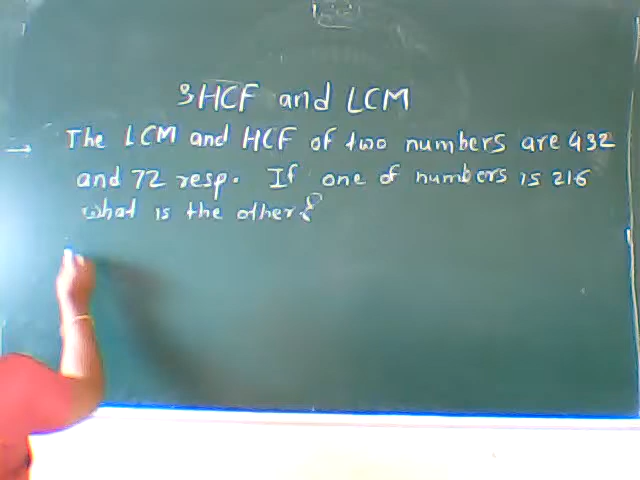 3 HCF and LCM
→ The LCM and HCF of two numbers are 432
and 72 resp. If one of numbers is 216
what is the other?